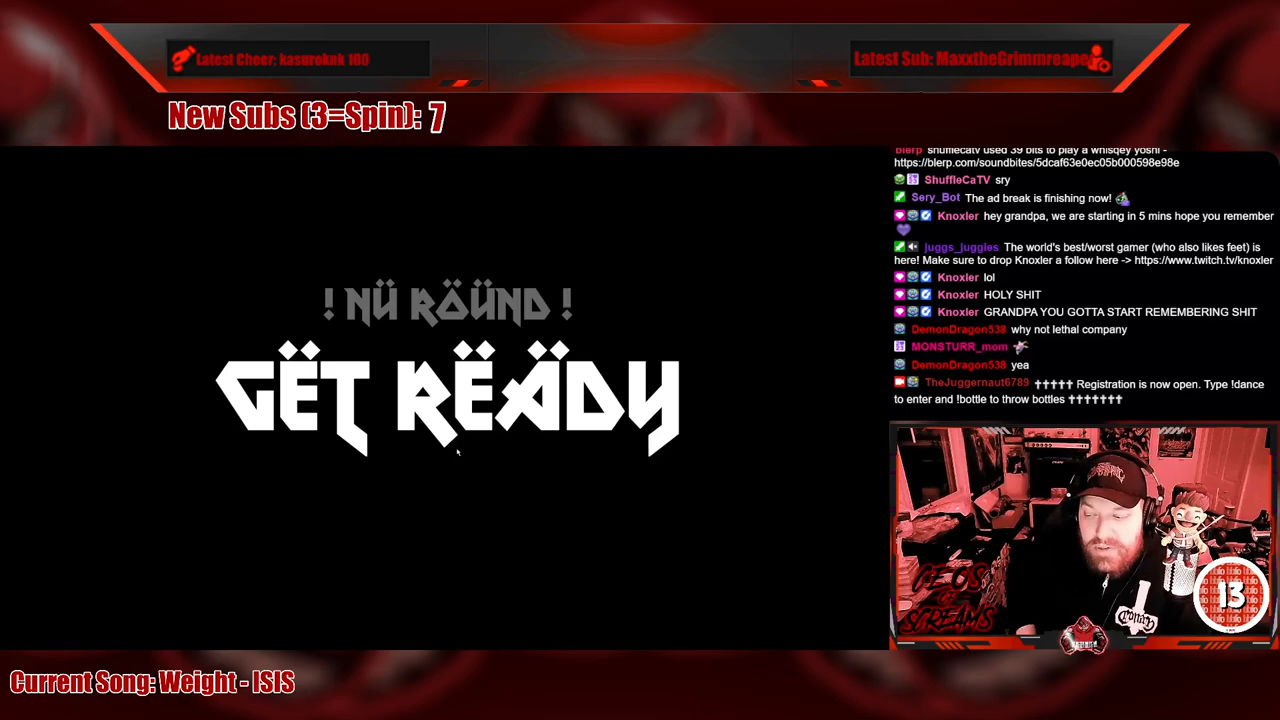 Latest Cheer: kasuroknk 100
Latest Sub: MaxxtheGrimmreape
New Subs (3=Spin): 7
blerp shufflecatv used 39 bits to play a whisqey yoshi -
https://blerp.com/soundbites/5dcaf63e0ec05b000598e98e
ShuffleCaTV sry
Sery_Bot The ad break is finishing now!
Knoxler hey grandpa, we are starting in 5 mins hope you remember
juggs_juggles The world's best/worst gamer (who also likes feet) is
here! Make sure to drop Knoxler a follow here -> https://www.twitch.tv/knoxler
Knoxler lol
Knoxler HOLY SHIT
Knoxler GRANDPA YOU GOTTA START REMEMBERING SHIT
DemonDragon538 why not lethal company
MONSTURR_mom
DemonDragon538 yea
TheJuggernaut6789 ††††† Registration is now open. Type !dance
to enter and !bottle to throw bottles †††††††
! NÜ RÖÜND !
GËT RËÄDY
SCREAMS
13
Current Song: Weight - ISIS